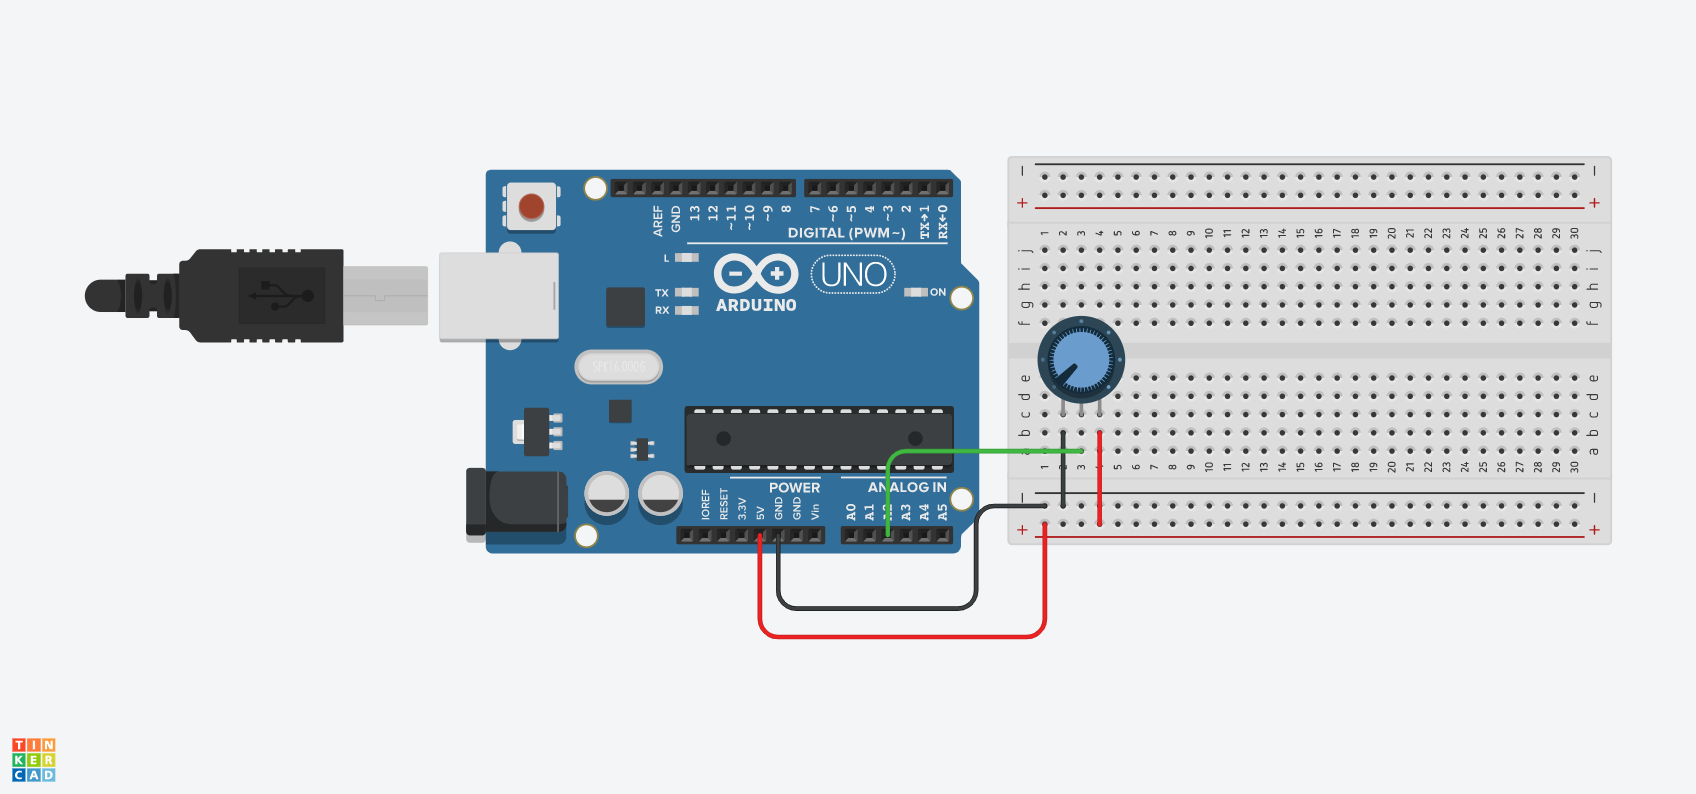 AREF GND 13 12 ~11 ~10 ~9 8 7 ~6 ~5 4 ~3 2 TX→1 RX←0
DIGITAL (PWM~)
L
TX
RX
ARDUINO
UNO
ON
SPK16.000G
POWER
ANALOG IN
IOREF RESET 3.3V 5V GND GND Vin A0 A1 A3 A4 A5
− −
+ +
1 2 3 4 5 6 7 8 9 10 11 12 13 14 15 16 17 18 19 20 21 22 23 24 25 26 27 28 29 30
j j
i i
h h
g g
f f
e e
d d
c c
b b
a
1 2 3 4 5 6 7 8 9 10 11 12 13 14 15 16 17 18 19 20 21 22 23 24 25 26 27 28 29 30
− −
+ +
TIN
KER
CAD